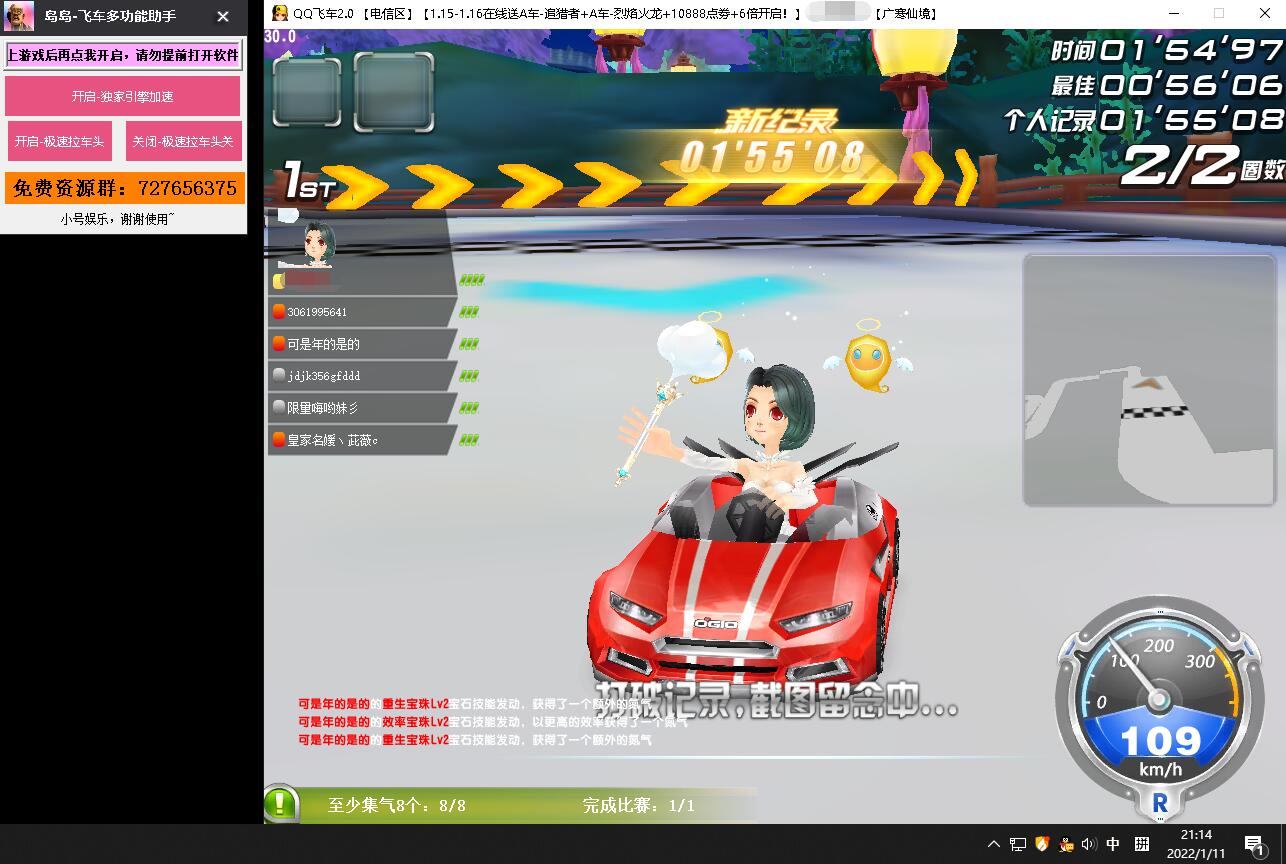 岛岛-飞车多功能助手
上游戏后再点我开启，请勿提前打开软件
开启-独家引擎加速
开启-极速拉车头
关闭-极速拉车头关
免费资源群：727656375
小号娱乐，谢谢使用~
QQ飞车2.0 【电信区】【1.15-1.16在线送A车-追猎者+A车-烈焰火龙+10888点券+6倍开启！】
【广寒仙境】
30.0
时间01'54'97
最佳00'56'06
个人记录01'55'08
2/2圈数
新纪录
01'55'08
1ST
3061995641
可是年的是的
jdjk356gfddd
限量嗨哟妹彡
OGIO
打破记录,截图留念中...
可是年的是的的重生宝珠Lv2宝石技能发动，获得了一个额外的氮气
可是年的是的的效率宝珠Lv2宝石技能发动，以更高的效率获得了一个氮气
可是年的是的的重生宝珠Lv2宝石技能发动，获得了一个额外的氮气
至少集气8个：8/8
完成比赛：1/1
0
100
200
300
109
km/h
R
中
拼
21:14
2022/1/11
1